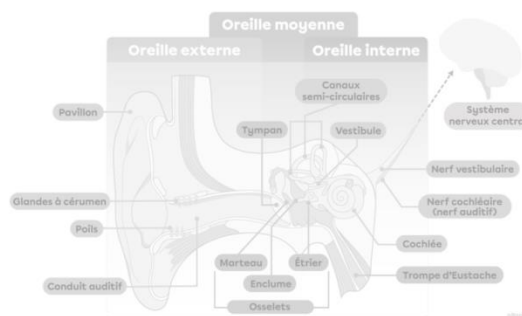 Oreille moyenne
Oreille externe
Oreille interne
Canaux
semi-circulaires
Pavillon
Tympan
Vestibule
Système
nerveux centra
Nerf vestibulaire
Glandes à cérumen
Nerf cochléaire
(nerf auditif)
Poils
Cochlée
Marteau
Étrier
Trompe d'Eustache
Enclume
Conduit auditif
Osselets